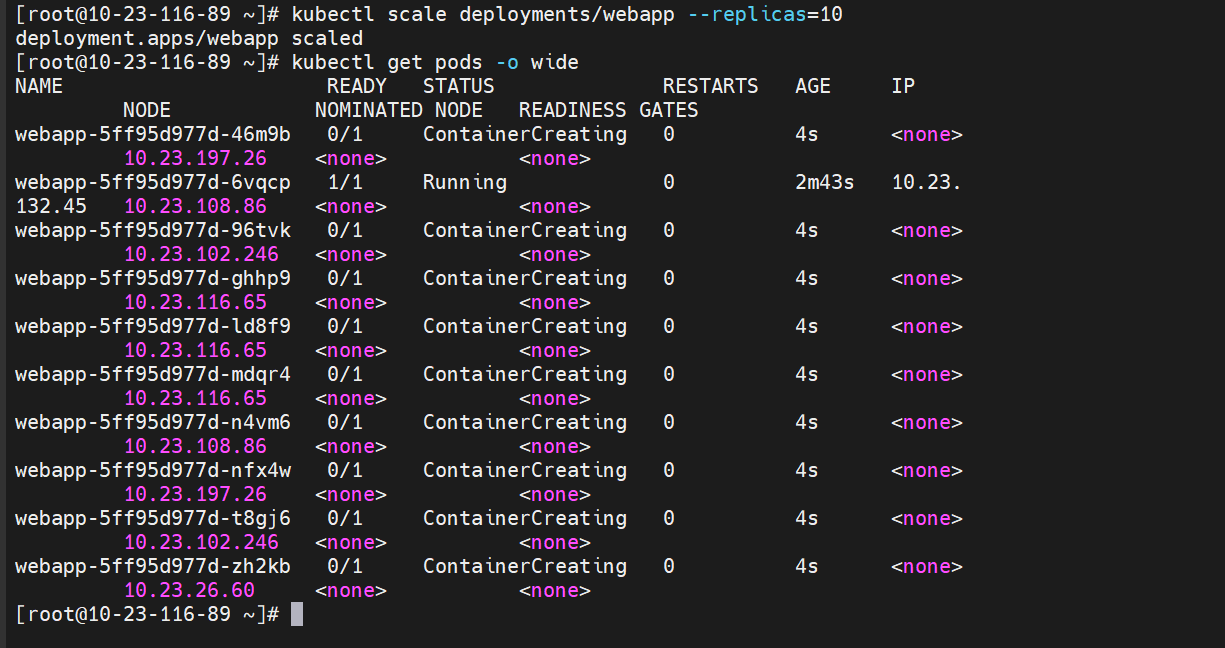 [root@10-23-116-89 ~]# kubectl scale deployments/webapp --replicas=10
deployment.apps/webapp scaled
[root@10-23-116-89 ~]# kubectl get pods -o wide
NAME                      READY   STATUS              RESTARTS   AGE     IP
         NODE            NOMINATED NODE   READINESS GATES
webapp-5ff95d977d-46m9b   0/1     ContainerCreating   0          4s      <none>
         10.23.197.26    <none>           <none>
webapp-5ff95d977d-6vqcp   1/1     Running             0          2m43s   10.23.
132.45   10.23.108.86    <none>           <none>
webapp-5ff95d977d-96tvk   0/1     ContainerCreating   0          4s      <none>
         10.23.102.246   <none>           <none>
webapp-5ff95d977d-ghhp9   0/1     ContainerCreating   0          4s      <none>
         10.23.116.65    <none>           <none>
webapp-5ff95d977d-ld8f9   0/1     ContainerCreating   0          4s      <none>
         10.23.116.65    <none>           <none>
webapp-5ff95d977d-mdqr4   0/1     ContainerCreating   0          4s      <none>
         10.23.116.65    <none>           <none>
webapp-5ff95d977d-n4vm6   0/1     ContainerCreating   0          4s      <none>
         10.23.108.86    <none>           <none>
webapp-5ff95d977d-nfx4w   0/1     ContainerCreating   0          4s      <none>
         10.23.197.26    <none>           <none>
webapp-5ff95d977d-t8gj6   0/1     ContainerCreating   0          4s      <none>
         10.23.102.246   <none>           <none>
webapp-5ff95d977d-zh2kb   0/1     ContainerCreating   0          4s      <none>
         10.23.26.60     <none>           <none>
[root@10-23-116-89 ~]#